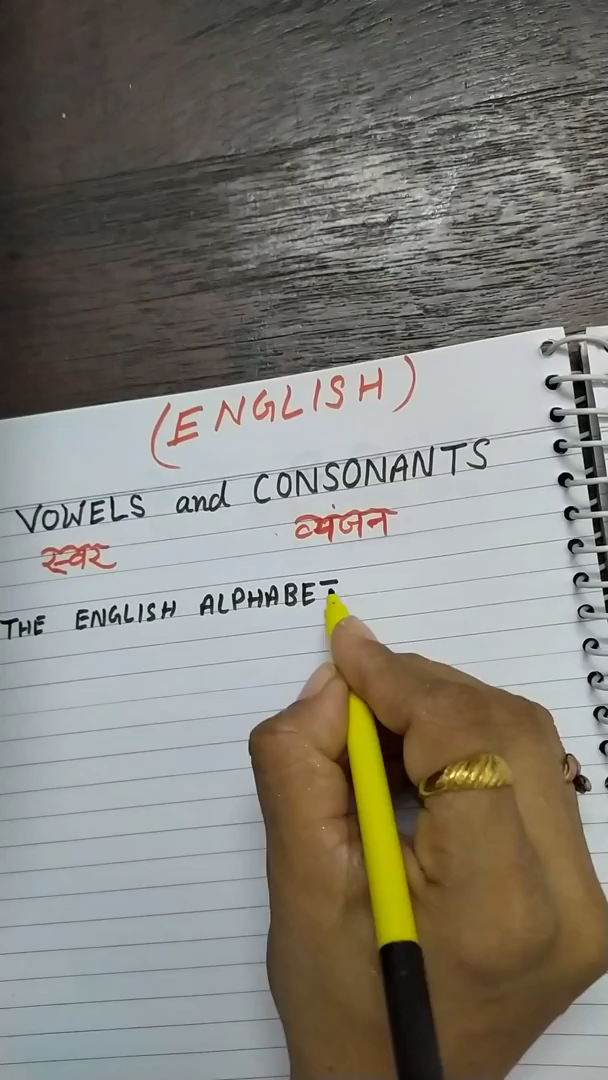 (ENGLISH)
VOWELS and CONSONANTS
स्वर व्यंजन
THE ENGLISH ALPHABET